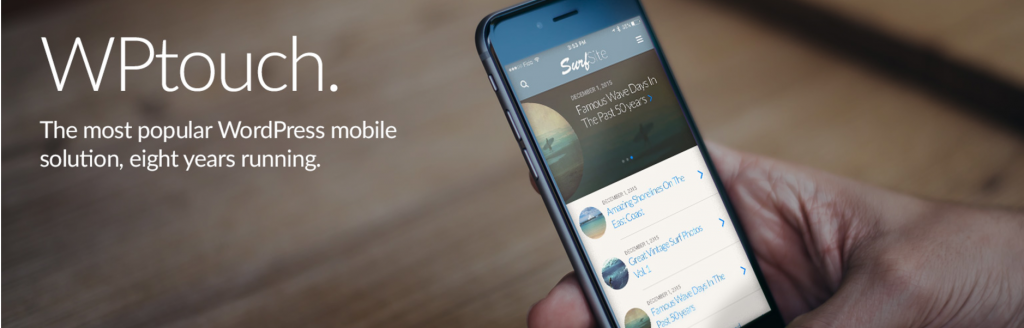 WPtouch.
The most popular WordPress mobile
solution, eight years running.
3:53 PM
SurfSite
DECEMBER 1, 2015
Famous Wave Days In
The Past 50 years
DECEMBER 1, 2015
Amazing Shorelines On The
East Coast
DECEMBER 1, 2015
Great Vintage Surf Photos
Vol. 1
DECEMBER 1, 2015
Famous Wave Days In The
Past 50 years